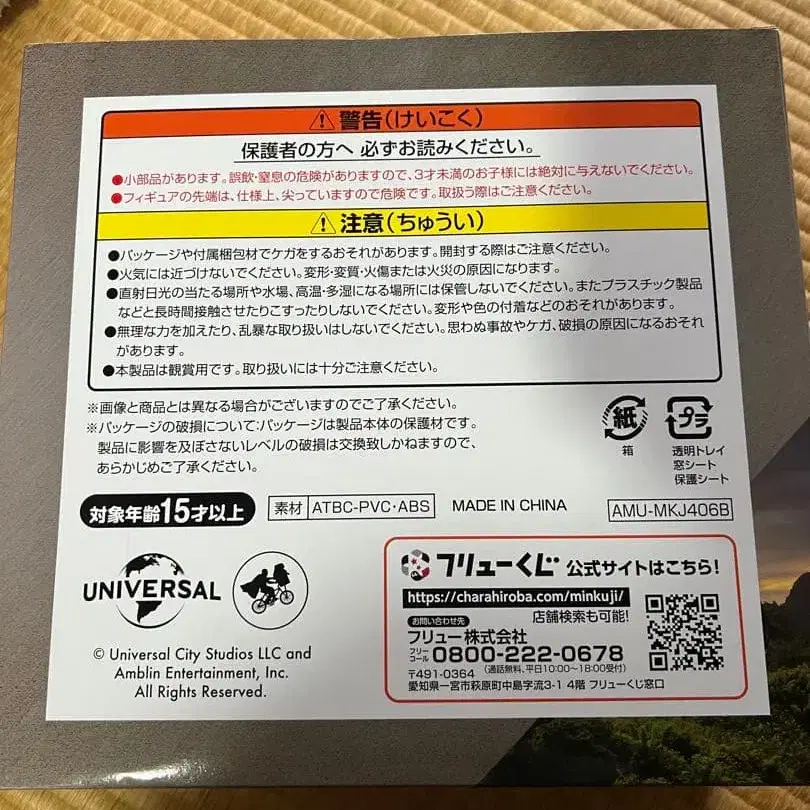 ⚠警告(けいこく)
保護者の方へ 必ずお読みください。
●小部品があります。誤飲・窒息の危険がありますので、3才未満のお子様には絶対に与えないでください。
●フィギュアの先端は、仕様上、尖っていますので危険です。取扱う際はご注意ください。
⚠注意(ちゅうい)
●パッケージや付属梱包材でケガをするおそれがあります。開封する際はご注意ください。
●火気には近づけないでください。変形・変質・火傷または火災の原因になります。
●直射日光の当たる場所や水場、高温・多湿になる場所には保管しないでください。またプラスチック製品
などと長時間接触させたりこすったりしないでください。変形や色の付着などのおそれがあります。
●無理な力を加えたり、乱暴な取り扱いはしないでください。思わぬ事故やケガ、破損の原因になるおそれ
があります。
●本製品は観賞用です。取り扱いには十分ご注意ください。
※画像と商品とは異なる場合がございますのでご了承ください。
※パッケージの破損について:パッケージは製品本体の保護材です。
製品に影響を及ぼさないレベルの破損は交換致しかねますので、
あらかじめご了承ください。
紙
箱
プラ
透明トレイ
窓シート
保護シート
対象年齢15才以上
素材 ATBC-PVC・ABS
MADE IN CHINA
AMU-MKJ406B
UNIVERSAL
© Universal City Studios LLC and
Amblin Entertainment, Inc.
All Rights Reserved.
フリューくじ 公式サイトはこちら!
https://charahiroba.com/minkuji/
店舗検索も可能!
お問い合わせ先
フリュー株式会社
フリーコール 0800-222-0678
(通話無料、平日10:00～18:00受付)
〒491-0364
愛知県一宮市萩原町中島字流3-1 4階 フリューくじ窓口